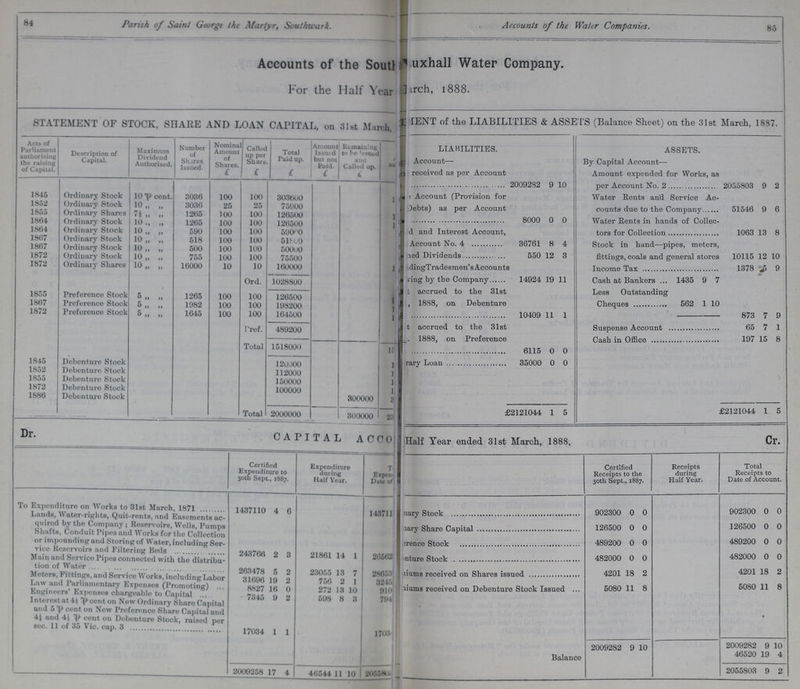 84 Parish of Saint George the Martyr, Southwark.
Accounts of the South
For the Half Year
STATEMENT OF STOCK, SHARE AND LOAN CAPITAL, on 31st March,
Acts of Parliament authorising the raising of Capital. Description of Capital. Maximum Dividend Authorised. Number of Shares Issued. Nominal Amount of Shares. £ Called up per Share. £ Total Paid up. £ Amount Issued but not Paid. £ Remaining to be issued and Called up. £
1845 Ordinary Stock 10 ⅌ cent. 3036 100 100 303600
1852 Ordinary Stock 10 „ „ 3036 25 25 75900
1855 Ordinary Shares 7½ „ „ 1265 100 100 126500
1864 Ordinary Stock 10 „ „ 1265 100 100 126500
1864 Ordinary Stock 10 „ „ 590 100 100 59000
1867 Ordinary Stock 10 „ „ 518 100 100 51800
1867 Ordinary Stock 10 „ „ 500 100 100 50000
1872 Ordinary Stock 10 „ „ 755 100 100 75500
1872 Ordinary Shares 10 „ „ 16000 10 10 160000
Ord. 1028800
1855 Preference Stock 5 „ „ 1265 100 100 126500
1867 Preference Stock 5 „ „ 1982 100 100 198200
1872 Preference Stock 5 „ „ 1645 100 100 164500
Pref. 489200
Total 1518000
1845 Debenture Stock 120000
1852 Debenture Stock 112000
1855 Debenture Stock 150000
1872 Debenture Stock 100000
1886 Debenture Stock 300000
Total 2000000 300000
Dr. CAPITAL ACCO
Certified Expenditure to 30th Sept., 1887. Expenditure during Half Year.
To Expenditure on Works to 31st March, 1871 1437110 4 6 143711
Lands, Water-rights, Quit-rents, and Easements ac-
quired by the Company; Reservoirs, Wells, Pumps
Shafts, Conduit Pipes and Works for the Collection
or impounding and Storing of Water, including Ser-
vice Reservoirs and Filtering Beds 243766 2 3 21861 14 1 26562
Main and Service Pipes connected with the distribu-
tion of Water 263478 5 2 23055 13 7 28653
Meters, Fittings, and Service Works, including Labor 31696 19 2 756 2 1 3245
Law and Parliamentary Expenses (Promoting) 8827 16 0 272 13 10 910
Engineers' Expenses chargeable to Capital 7345 9 2 598 8 3 794
Interest at 4½ ⅌ cent on New Ordinary Share Capital
and 5 ⅌ cent on New Preference Share Capital and
4½ and 4¾ ⅌ cent on Debenture Stock, raised per
sec. 11 of 35 Vic. cap. 3 17034 1 1 1703
2009258 17 4 46544 11 10
Accounts of the Water Companies. 85
uxhall Water Company.
arch, 1888.
MENT of the LIABILITIES & ASSETS (Balance Sheet) on the 31st March, 1887.
LIABILITIES.
Account—
received as per Account
2009282 9 10
Account (Provision for
Debts) as per Account
8000 0 0
d and Interest Account,
Account No. 4 36761 8 4
ned Dividends 550 12 3
ding Tradesmen's Accounts
ring by the Company 14924 19 11
t accrued to the 31st
, 1888, on Debenture
10409 11 1
t accrued to the 31st
1888, on Preference
6115 0 0
rary Loan 35000 0 0
£2121044 1 5
ASSETS.
By Capital Account—
Amount expended for Works, as
per Account No. 2 2055803 9 2
Water Rents and Service Ac-
counts due to the Company 51546 9 6
Water Rents in hands of Collec-
tors for Collection 1063 13 8
Stock in hand—pipes, meters,
fittings, coals and general stores 10115 12 10
Income Tax 1378 9
Cash at Bankers 1435 9 7
Less Outstanding
Cheques 562 1 10
873 7 9
Suspense Account 65 7 1
Cash in Office 197 15 8
£2121044 1 5
Half Year ended 31st March, 1888. Cr.
Certified Receipts to the 30th Sept., 1887. Receipts during Half Year. Total Receipts to Date of Account.
nary Stock 902300 0 0 902300 0 0
nary Share Capital 126500 0 0 126500 0 0
erence Stock 489200 0 0 489200 0 0
enture Stock 482000 0 0 482000 0 0
iums received on Shares issued 4201 18 2 4201 18 2
iums received on Debenture Stock Issued 5080 11 8 5080 11 8
2009282 9 10 2009282 9 10
Balance 46520 19 4
2055803 9 2